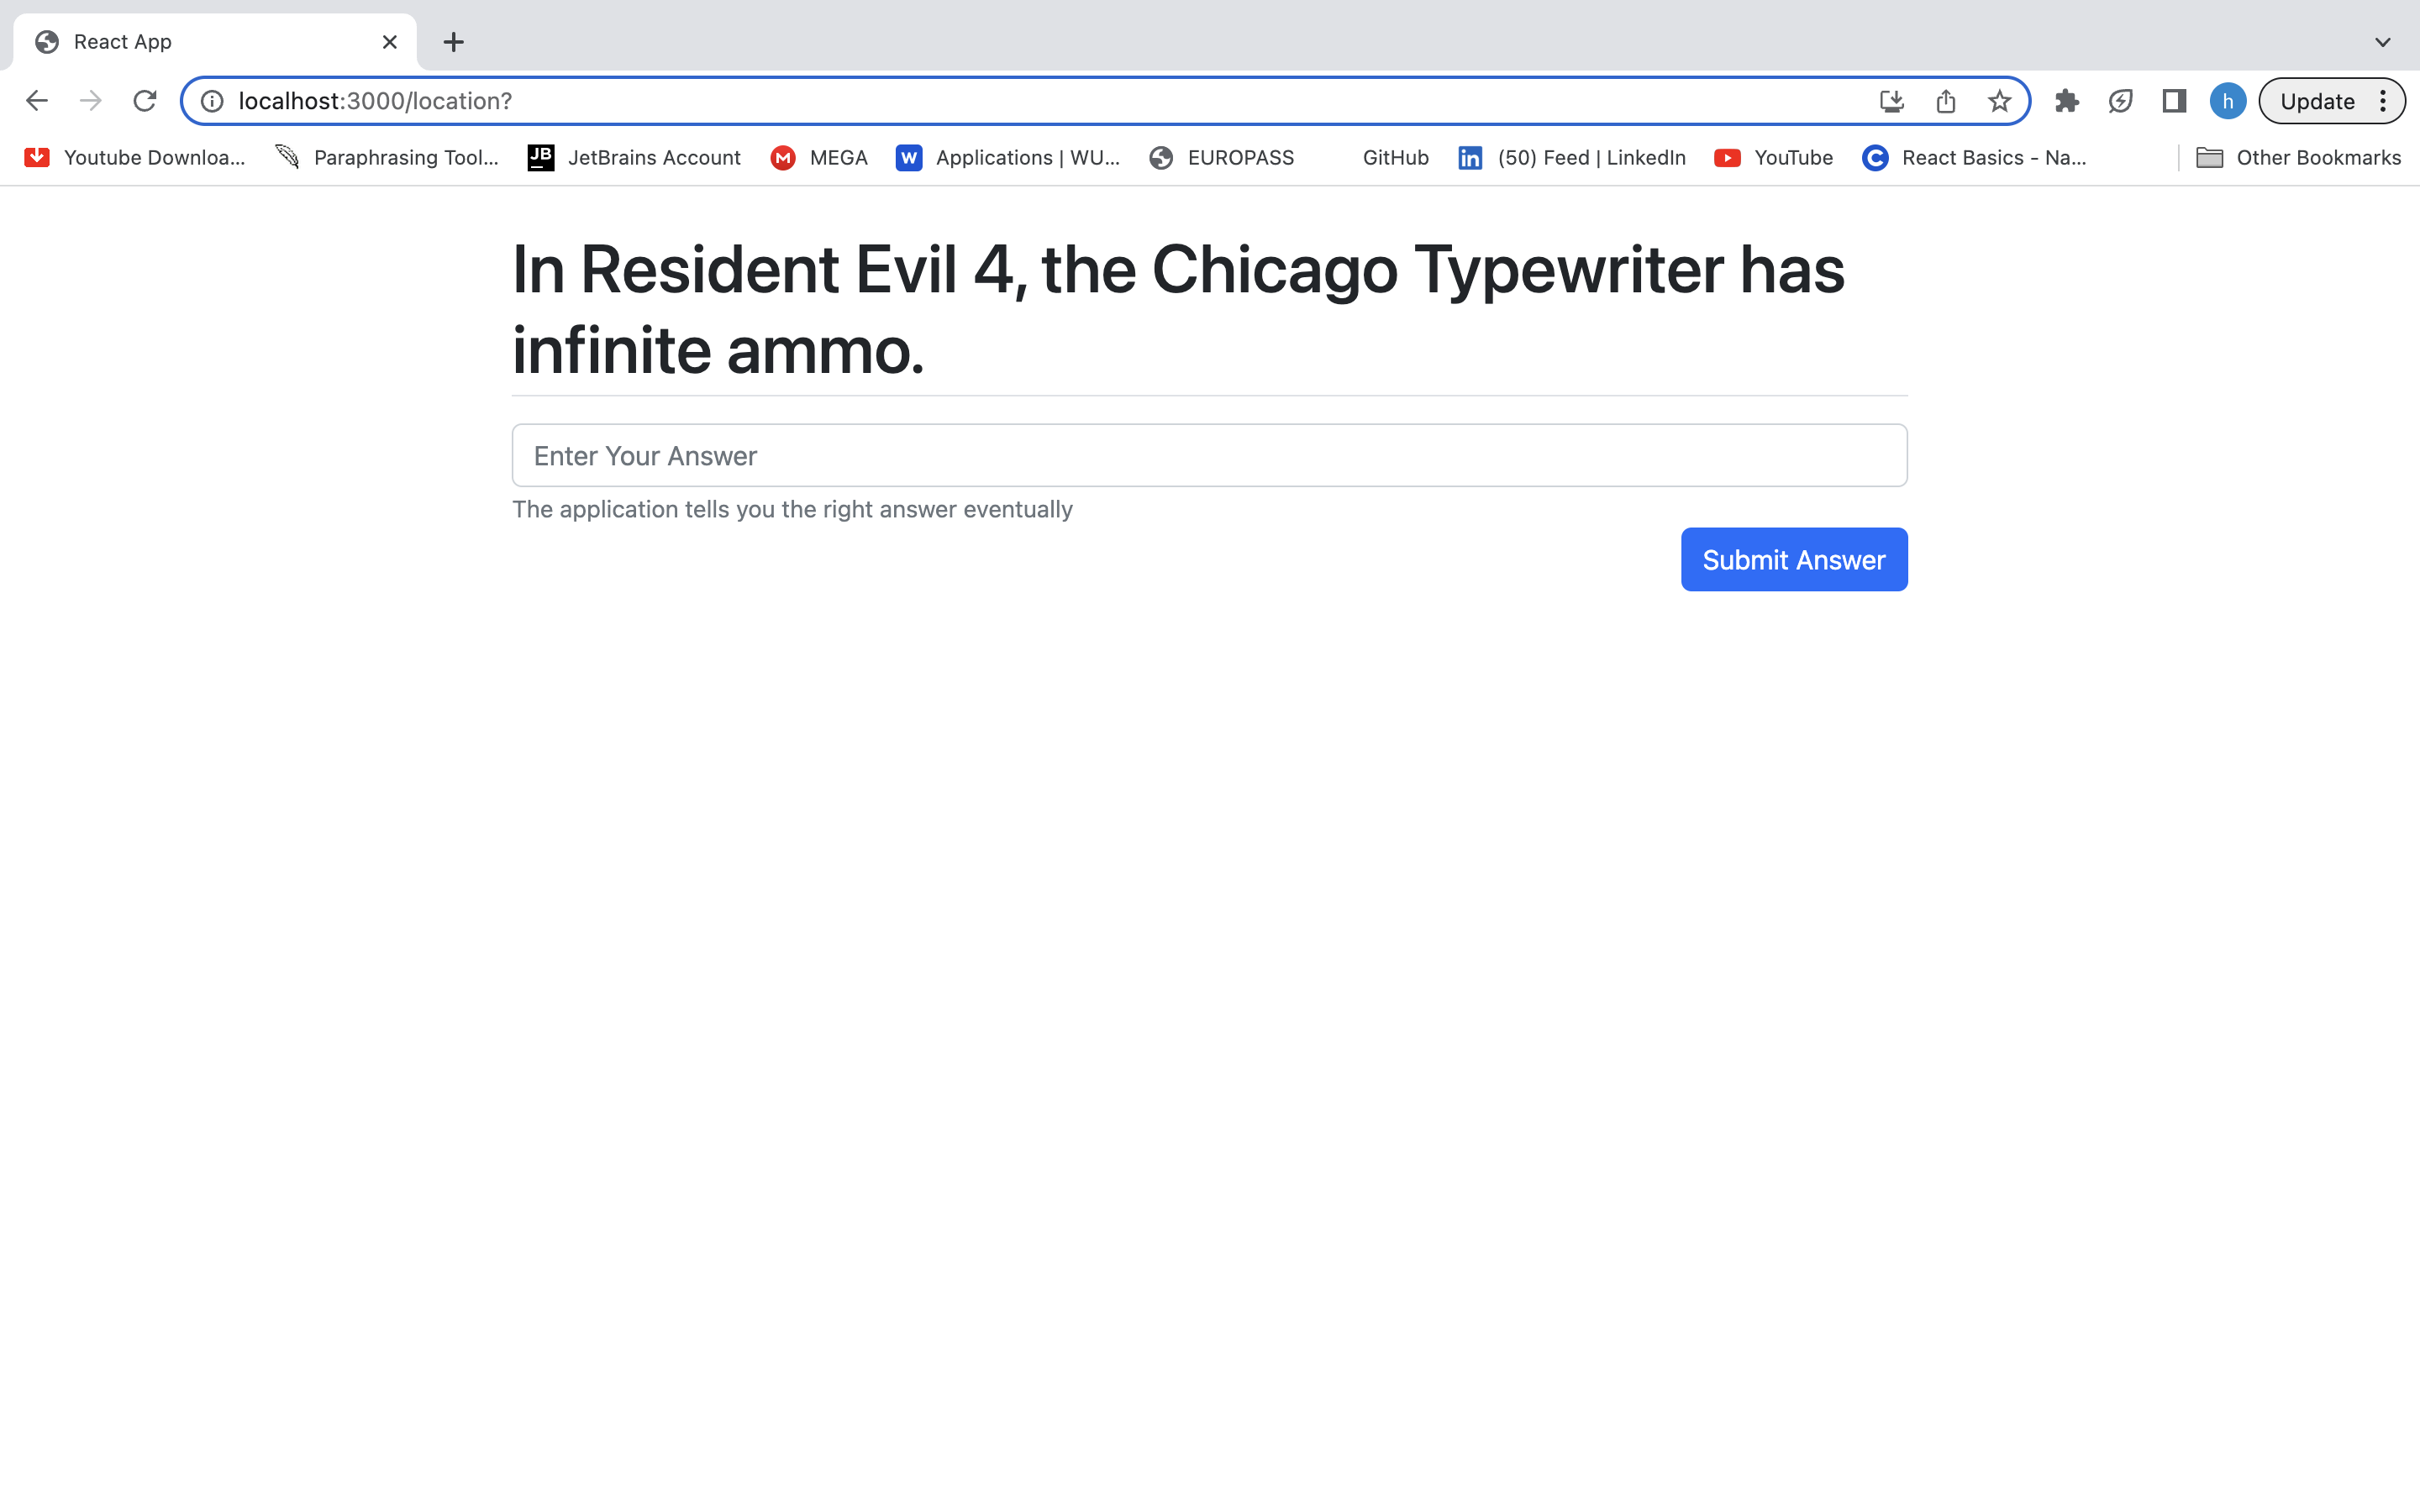 React App
localhost:3000/location?
h
Update
Youtube Downloa...
Paraphrasing Tool...
JB
JetBrains Account
M
MEGA
W
Applications | WU...
EUROPASS
GitHub
in
(50) Feed | LinkedIn
YouTube
C
React Basics - Na...
Other Bookmarks
In Resident Evil 4, the Chicago Typewriter has
infinite ammo.
Enter Your Answer
The application tells you the right answer eventually
Submit Answer